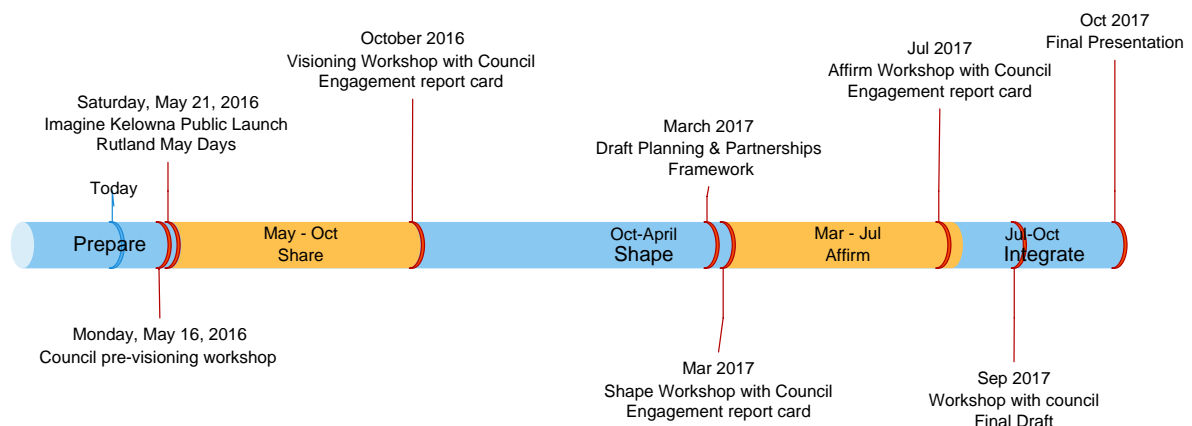 Oct 2017
Final Presentation
October 2016
Visioning Workshop with Council
Engagement report card
Jul 2017
Affirm Workshop with Council
Engagement report card
Saturday, May 21, 2016
Imagine Kelowna Public Launch
Rutland May Days
March 2017
Draft Planning & Partnerships
Framework
Today
Prepare
May - Oct
Share
Oct-April
Shape
Mar - Jul
Affirm
Jul-Oct
Integrate
Monday, May 16, 2016
Council pre-visioning workshop
Mar 2017
Shape Workshop with Council
Engagement report card
Sep 2017
Workshop with council
Final Draft